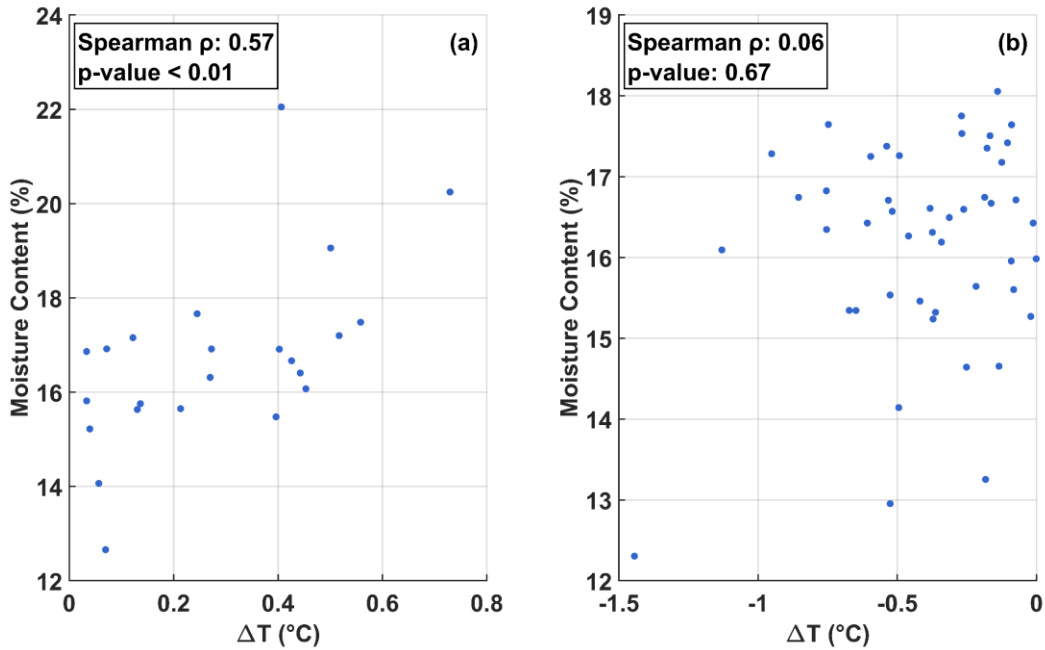 Spearman ρ: 0.57
p-value < 0.01
(a)
24
22
20
18
16
14
12
Moisture Content (%)
0
0.2
0.4
0.6
0.8
ΔT (°C)
Spearman ρ: 0.06
p-value: 0.67
(b)
19
18
17
16
15
14
13
12
Moisture Content (%)
-1.5
-1
-0.5
0
ΔT (°C)